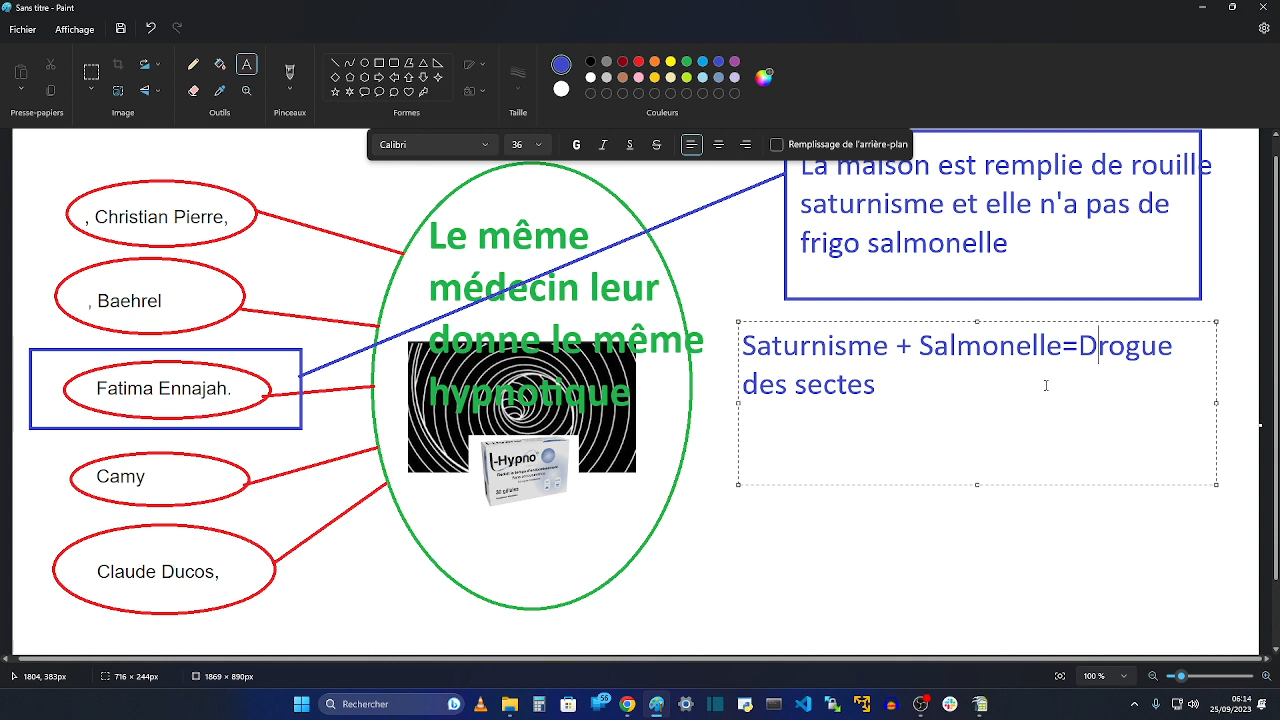 Sans titre - Paint
Fichier
Affichage
Presse-papiers
Image
Outils
Pinceaux
Formes
Taille
Couleurs
Calibri
36
G
I
S
S
Remplissage de l'arrière-plan
, Christian Pierre,
, Baehrel
Fatima Ennajah.
Camy
Claude Ducos,
Le même
médecin leur
donne le même
hypnotique
-Hypno
30 gélules
La maison est remplie de rouille
saturnisme et elle n'a pas de
frigo salmonelle
Saturnisme + Salmonelle=Drogue
des sectes
1804, 383px
716 × 244px
1869 × 890px
100 %
Rechercher
56
06:14
25/09/2023